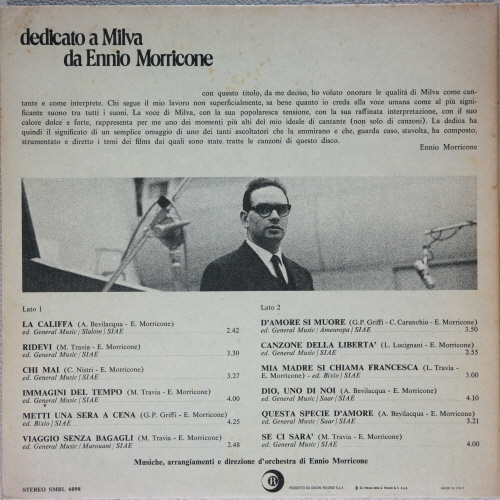 dedicato a Milva
da Ennio Morricone
con questo titolo, da me deciso, ho voluto onorare le qualità di Milva come can-
tante e come interprete. Chi segue il mio lavoro non superficialmente, sa bene quanto io creda alla voce umana come al più signi-
ficante suono tra tutti i suoni. La voce di Milva, con la sua popolaresca tensione, con la sua raffinata interpretazione, con il suo
calore dolce e forte, rappresenta per me uno dei momenti più alti del mio ideale di cantante (non solo di canzoni). La dedica ha
quindi il significato di un semplice omaggio di uno dei tanti ascoltatori che la ammirano e che, guarda caso, stavolta, ha composto,
strumentato e diretto i temi dei films dai quali sono state tratte le canzoni di questo disco.
Ennio Morricone
Lato 1
LA CALIFFA (A. Bevilacqua - E. Morricone)
ed. General Music / Slalom / SIAE 2.42
RIDEVI (M. Travia - E. Morricone)
ed. General Music / SIAE 3.30
CHI MAI (C. Nistri - E. Morricone)
ed. General Music / SIAE 3.27
IMMAGINI DEL TEMPO (M. Travia - E. Morricone)
ed. General Music / SIAE 4.00
METTI UNA SERA A CENA (G.P. Griffi - E. Morricone)
ed. Bixio / SIAE 4.25
VIAGGIO SENZA BAGAGLI (M. Travia - E. Morricone)
ed. General Music / Marouani / SIAE 2.48
Lato 2
D'AMORE SI MUORE (G.P. Griffi - C. Carunchio - E. Morricone)
ed. General Music / Ameuropa / SIAE 3.50
CANZONE DELLA LIBERTA' (L. Lucignani - E. Morricone)
ed. General Music / SIAE 2.55
MIA MADRE SI CHIAMA FRANCESCA (L. Travia -
E. Morricone) - ed. Bixio / SIAE 3.00
DIO, UNO DI NOI (A. Bevilacqua - E. Morricone)
ed. General Music / Saar / SIAE 4.10
QUESTA SPECIE D'AMORE (A. Bevilacqua - E. Morricone)
ed. General Music / Saar / SIAE 3.21
SE CI SARA' (M. Travia - E. Morricone)
ed. General Music / SIAE 4.00
Musiche, arrangiamenti e direzione d'orchestra di Ennio Morricone
STEREO SMRL 6098
R
PRODOTTO DA DISCHI RICORDI S.p.A.
MADE IN ITALY